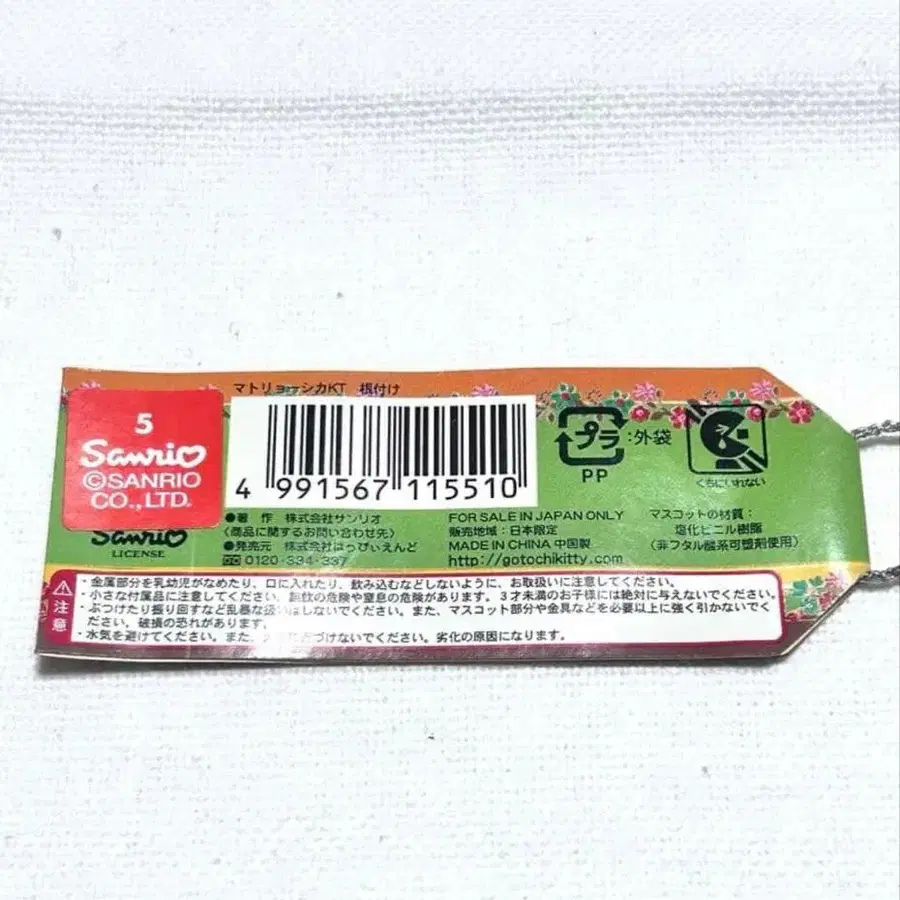 マトリョーシカKT 根付け
5
Sanrio
©SANRIO
CO.,LTD.
Sanrio
LICENSE
4 991567 115510
プラ :外袋
PP
くちにいれない
●著 作 株式会社サンリオ
〈商品に関するお問い合わせ先〉
●発売元 株式会社はっぴぃえんど
0120-334-337
FOR SALE IN JAPAN ONLY
販売地域:日本限定
MADE IN CHINA 中国製
http://gotochikitty.com
マスコットの材質:
塩化ビニル樹脂
(非フタル酸系可塑剤使用)
注意
・金属部分を乳幼児がなめたり、口に入れたり、飲み込むなどしないように、お取扱いに注意してください。
・小さな付属品に注意してください。誤飲の危険や窒息の危険があります。3才未満のお子様には絶対に与えないでください。
・ぶつけたり振り回すなど乱暴な扱いはしないでください。また、マスコット部分や金具などを必要以上に強く引かないでく
ださい。破損の恐れがあります。
・水気を避けてください。また、 づけないでください。劣化の原因になります。